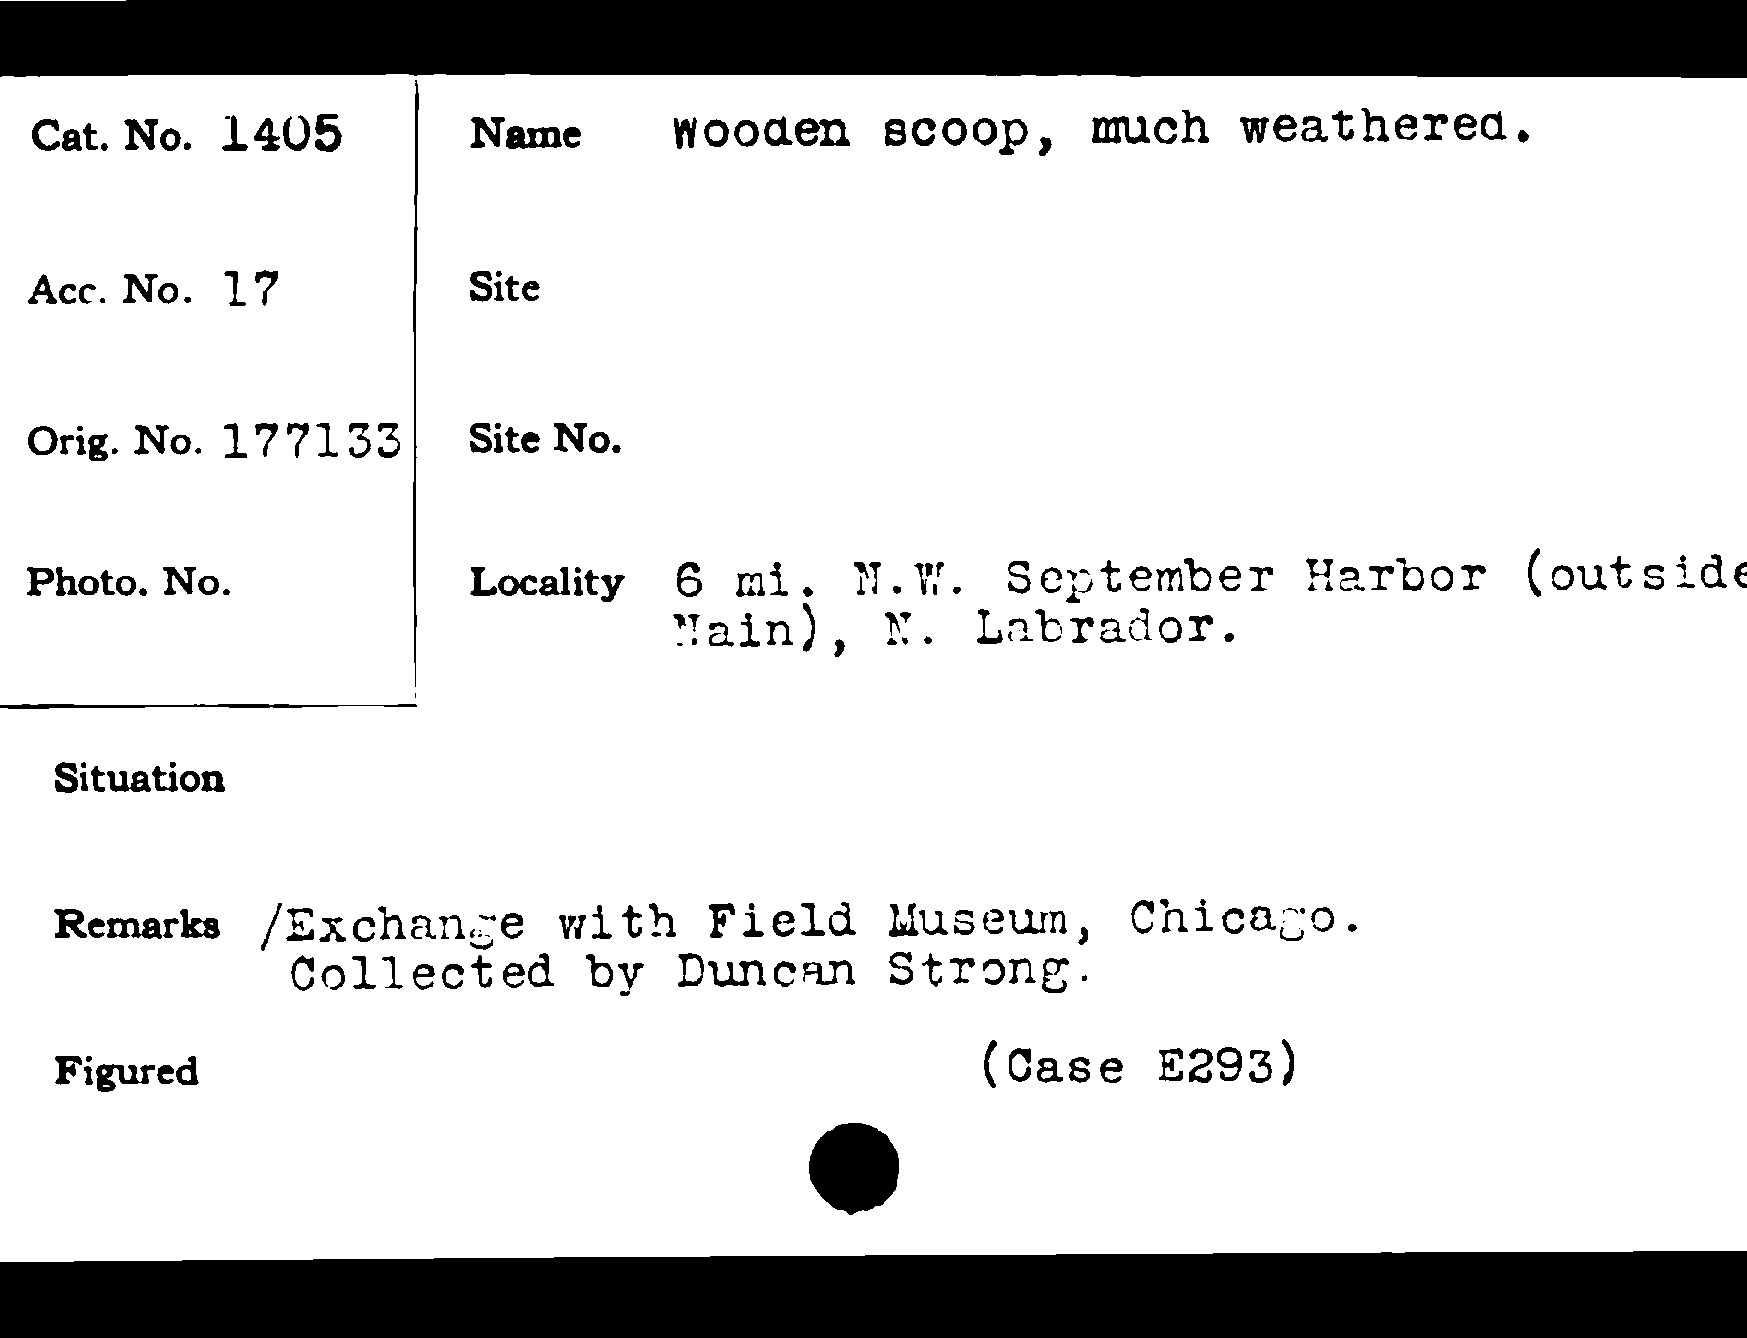 Cat. No. 1405
Name Wooden scoop, much weathered.
Acc. No. 17
Site
Orig. No. 177133
Site No.
Photo. No.
Locality 6 mi. N.W. September Harbor (outside
Nain), N. Labrador.
Situation
Remarks /Exchange with Field Museum, Chicago.
Collected by Duncan Strong.
Figured
(Case E293)